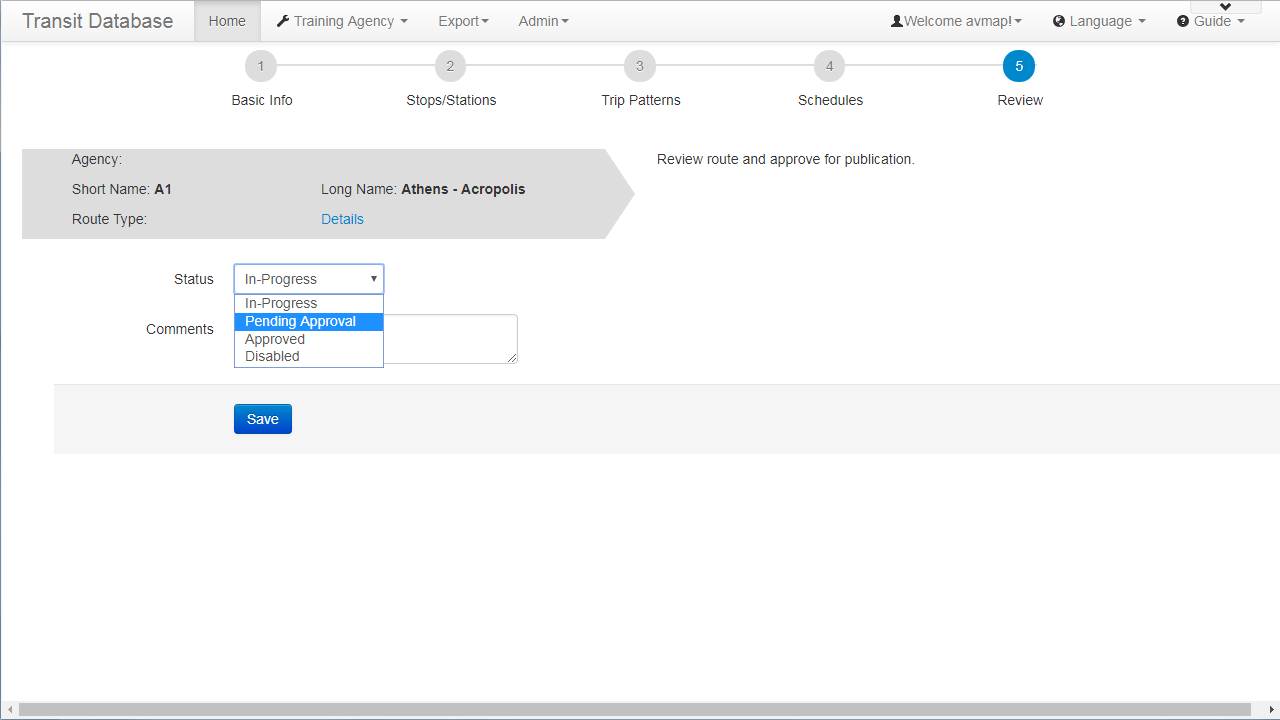 Transit Database Home Training Agency Export Admin Welcome avmap! Language Guide
1 2 3 4 5
Basic Info Stops/Stations Trip Patterns Schedules Review
Agency: Review route and approve for publication.
Short Name: A1 Long Name: Athens - Acropolis
Route Type: Details
Status In-Progress
In-Progress
Pending Approval
Comments
Approved
Disabled
Save